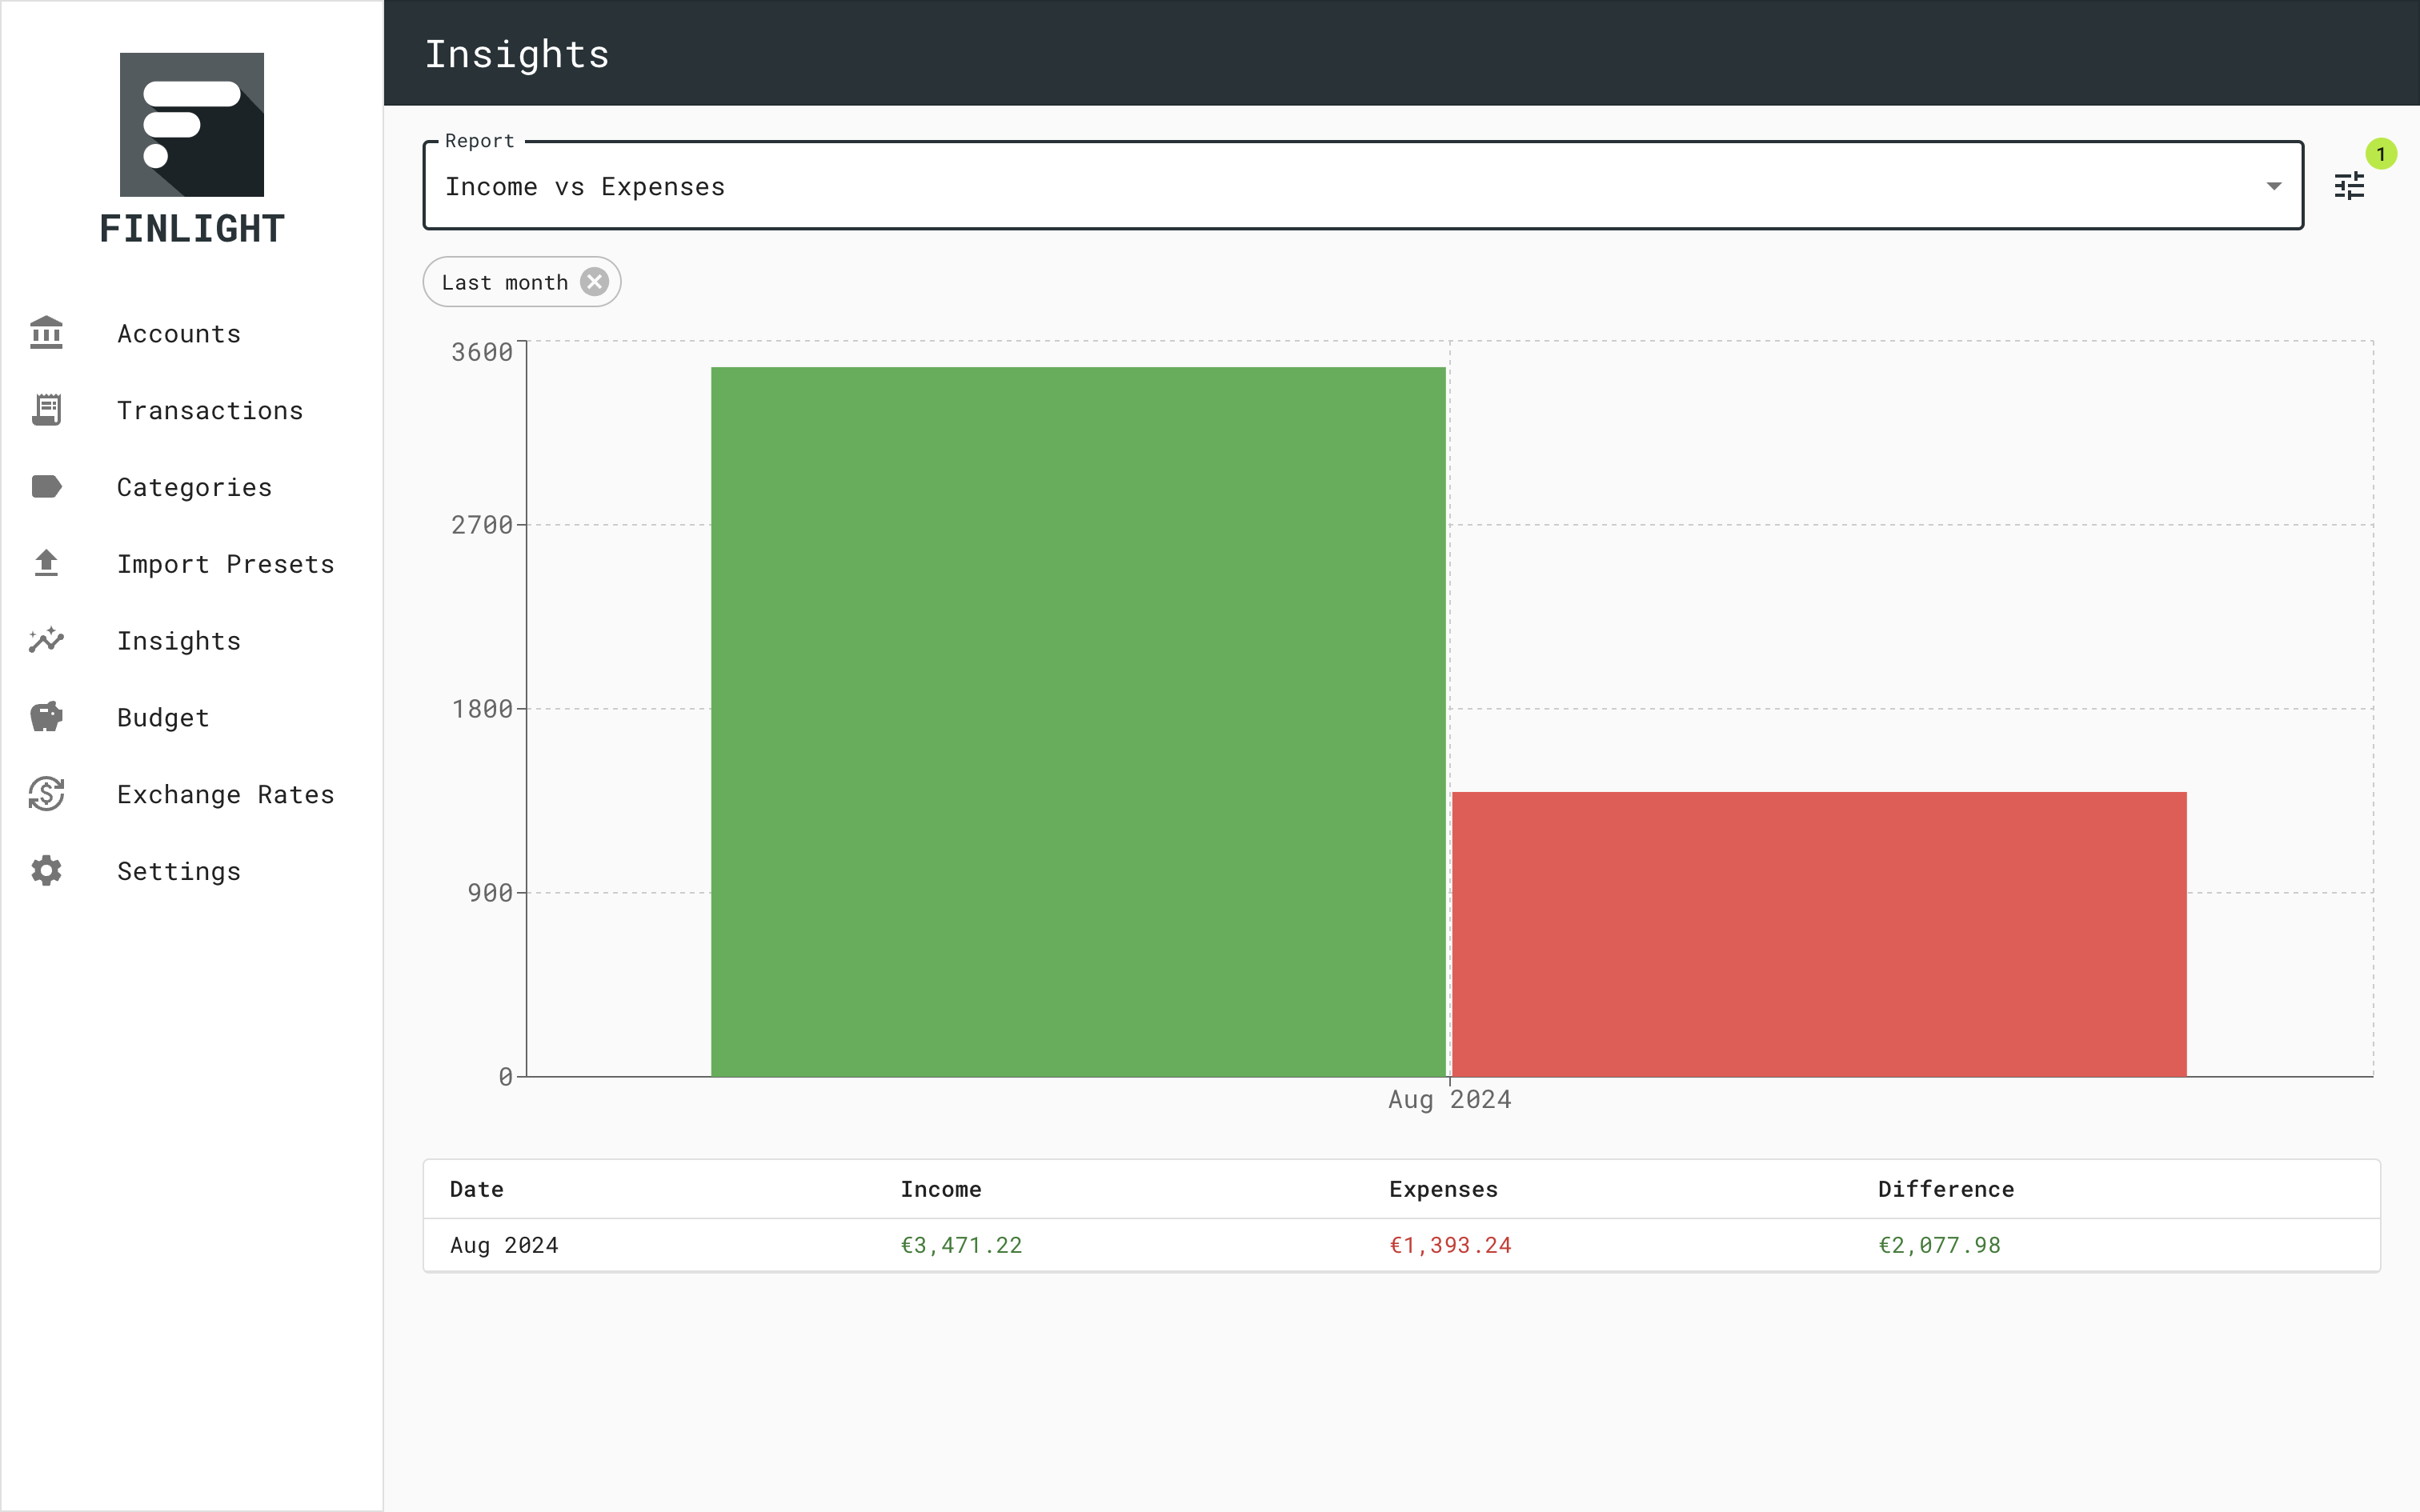 FINLIGHT
Accounts
Transactions
Categories
Import Presets
Insights
Budget
Exchange Rates
Settings
Insights
Report
Income vs Expenses
1
Last month
3600
2700
1800
900
0
Aug 2024
Date Income Expenses Difference
Aug 2024 €3,471.22 €1,393.24 €2,077.98